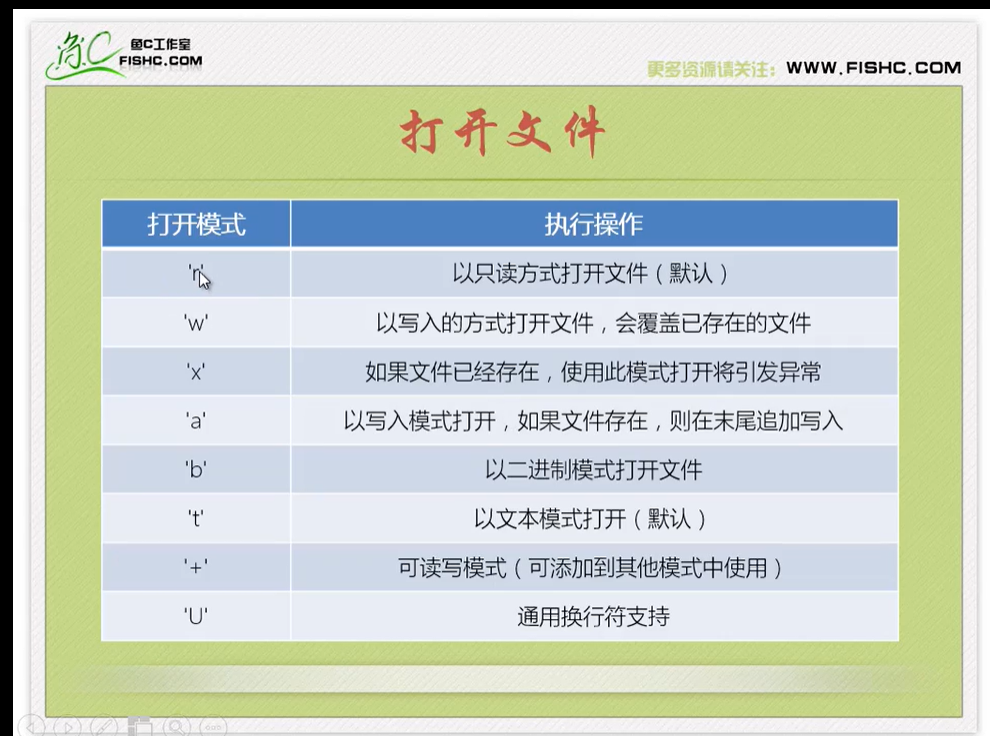 鱼C
鱼C工作室
FISHC.COM
更多资源请关注：WWW.FISHC.COM
打开文件
打开模式 执行操作
'r' 以只读方式打开文件（默认）
'w' 以写入的方式打开文件，会覆盖已存在的文件
'x' 如果文件已经存在，使用此模式打开将引发异常
'a' 以写入模式打开，如果文件存在，则在末尾追加写入
'b' 以二进制模式打开文件
't' 以文本模式打开（默认）
'+' 可读写模式（可添加到其他模式中使用）
'U' 通用换行符支持